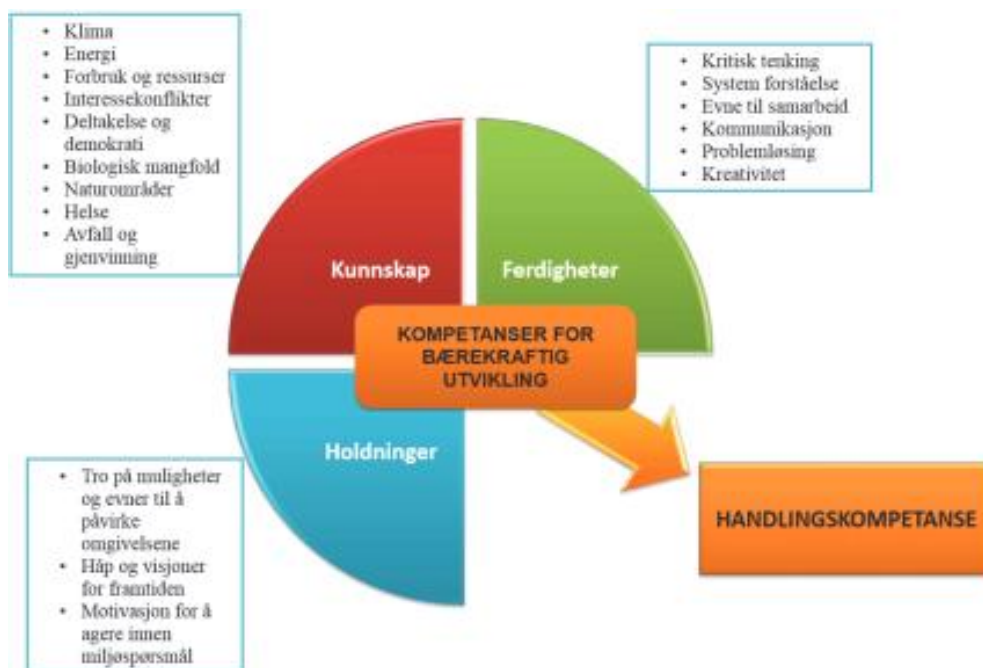 • Klima
• Energi
• Forbruk og ressurser
• Interessekonflikter
• Deltakelse og
demokrati
• Biologisk mangfold
• Naturområder
• Helse
• Avfall og
gjenvinning
• Kritisk tenking
• System forståelse
• Evne til samarbeid
• Kommunikasjon
• Problemløsing
• Kreativitet
Kunnskap
Ferdigheter
KOMPETANSER FOR
BÆREKRAFTIG
UTVIKLING
Holdninger
• Tro på muligheter
og evner til å
påvirke
omgivelsene
• Håp og visjoner
for framtiden
• Motivasjon for å
agere innen
miljøspørsmål
HANDLINGSKOMPETANSE